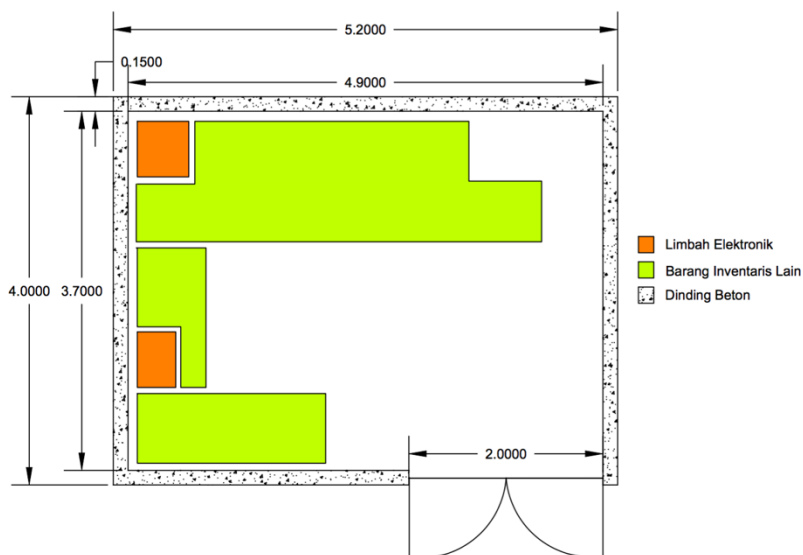 5.2000
0.1500
4.9000
4.0000
3.7000
2.0000
Limbah Elektronik
Barang Inventaris Lain
Dinding Beton